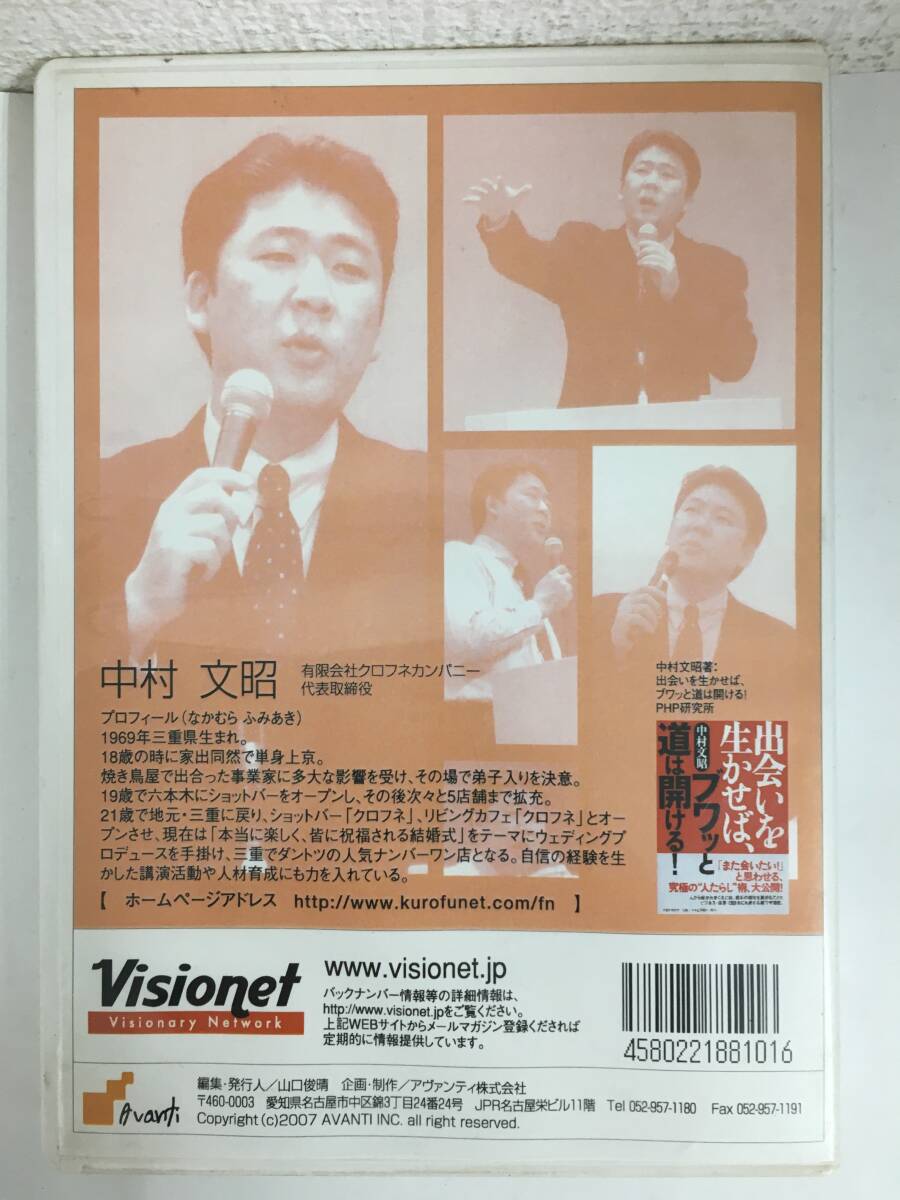 中村 文昭
有限会社クロフネカンパニー
代表取締役
プロフィール(なかむら ふみあき)
1969年三重県生まれ。
18歳の時に家出同然で単身上京。
焼き鳥屋で出合った事業家に多大な影響を受け、その場で弟子入りを決意。
19歳で六本木にショットバーをオープンし、その後次々と5店舗まで拡充。
21歳で地元・三重に戻り、ショットバー「クロフネ」、リビングカフェ「クロフネ」とオー
プンさせ、現在は「本当に楽しく、皆に祝福される結婚式」をテーマにウェディングプ
ロデュースを手掛け、三重でダントツの人気ナンバーワン店となる。自信の経験を生
かした講演活動や人材育成にも力を入れている。
【 ホームページアドレス http://www.kurofunet.com/fn 】
中村文昭著:
出会いを生かせば、
ブワッと道は開ける!
PHP研究所
出会いを
生かせば、
中村文昭
ブワッと
道は開ける!
「また会いたい!」
と思わせる、
究極の"人たらし"術、大公開!
Visionet
Visionary Network
www.visionet.jp
バックナンバー情報等の詳細情報は、
http://www.visionet.jpをご覧ください。
上記WEBサイトからメールマガジン登録くだされば
定期的に情報提供しています。
4580221881016
Avanti
編集・発行人/山口俊晴 企画・制作/アヴァンティ株式会社
〒460-0003 愛知県名古屋市中区錦3丁目24番24号 JPR名古屋栄ビル11階 Tel 052-957-1180 Fax 052-957-1191
Copyright (c)2007 AVANTI INC. all right reserved.